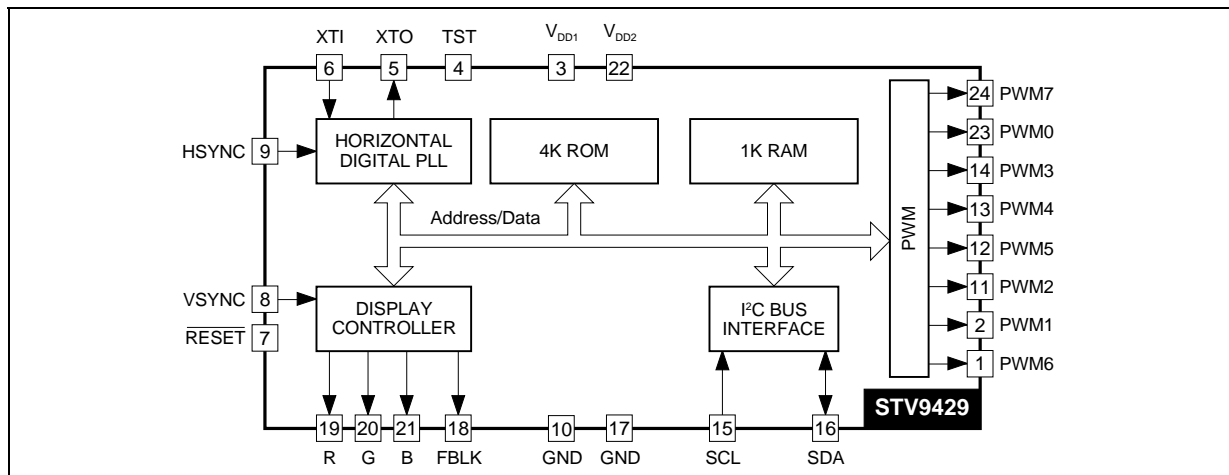 XTI XTO TST VDD1 VDD2
6 5 4 3 22
24 PWM7
HORIZONTAL
DIGITAL PLL
4K ROM
1K RAM
HSYNC 9
23 PWM0
14 PWM3
Address/Data
13 PWM4
PWM
12 PWM5
VSYNC 8
DISPLAY
CONTROLLER
I²C BUS
INTERFACE
11 PWM2
RESET 7
2 PWM1
1 PWM6
STV9429
19 20 21 18 10 17 15 16
R G B FBLK GND GND SCL SDA